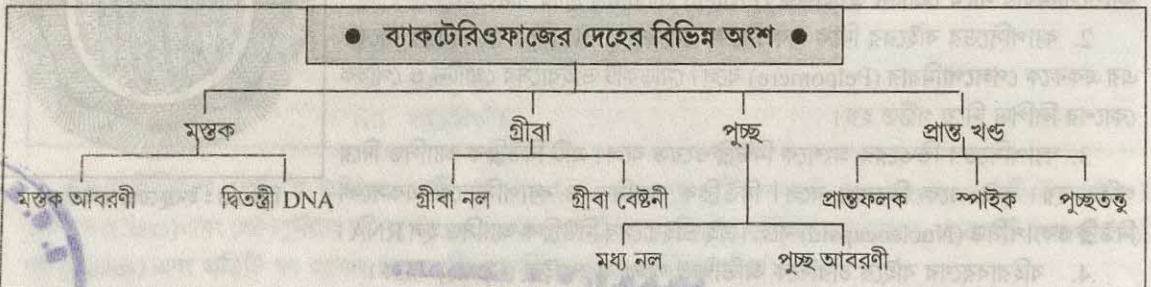 ● ব্যাকটেরিওফাজের দেহের বিভিন্ন অংশ ●
মস্তক গ্রীবা পুচ্ছ প্রান্ত খণ্ড
মস্তক আবরণী দ্বিতন্ত্রী DNA গ্রীবা নল গ্রীবা বেষ্টনী প্রান্তফলক স্পাইক পুচ্ছতন্তু
মধ্য নল পুচ্ছ আবরণী